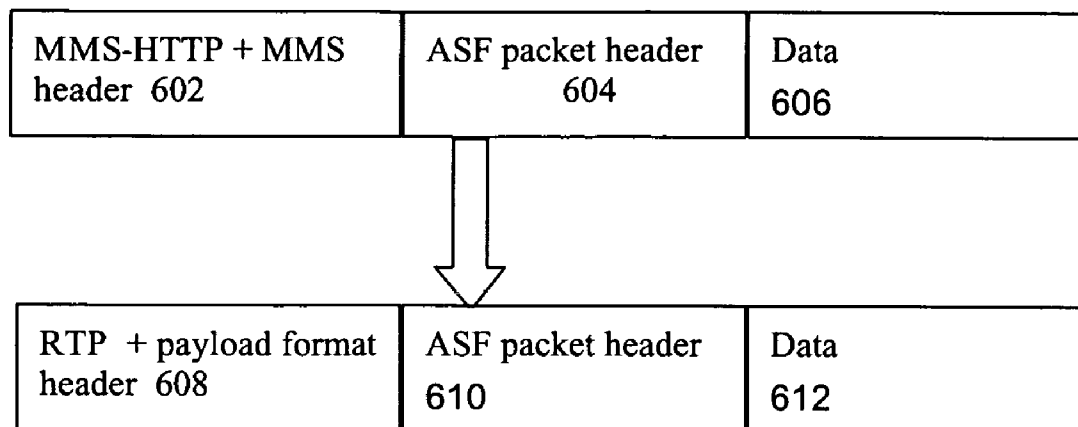 MMS-HTTP + MMS
header 602
ASF packet header
604
Data
606
RTP + payload format
header 608
ASF packet header
610
Data
612